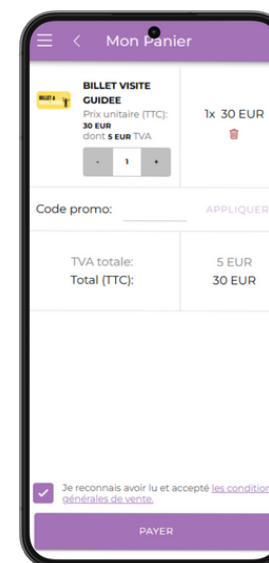 Mon Panier
BILLET VISITE
GUIDEE
Prix unitaire (TTC):
30 EUR
dont 5 EUR TVA
- 1 +
1x 30 EUR
Code promo:
APPLIQUER
TVA totale:
5 EUR
Total (TTC):
30 EUR
Je reconnais avoir lu et accepté les condition
générales de vente.
PAYER